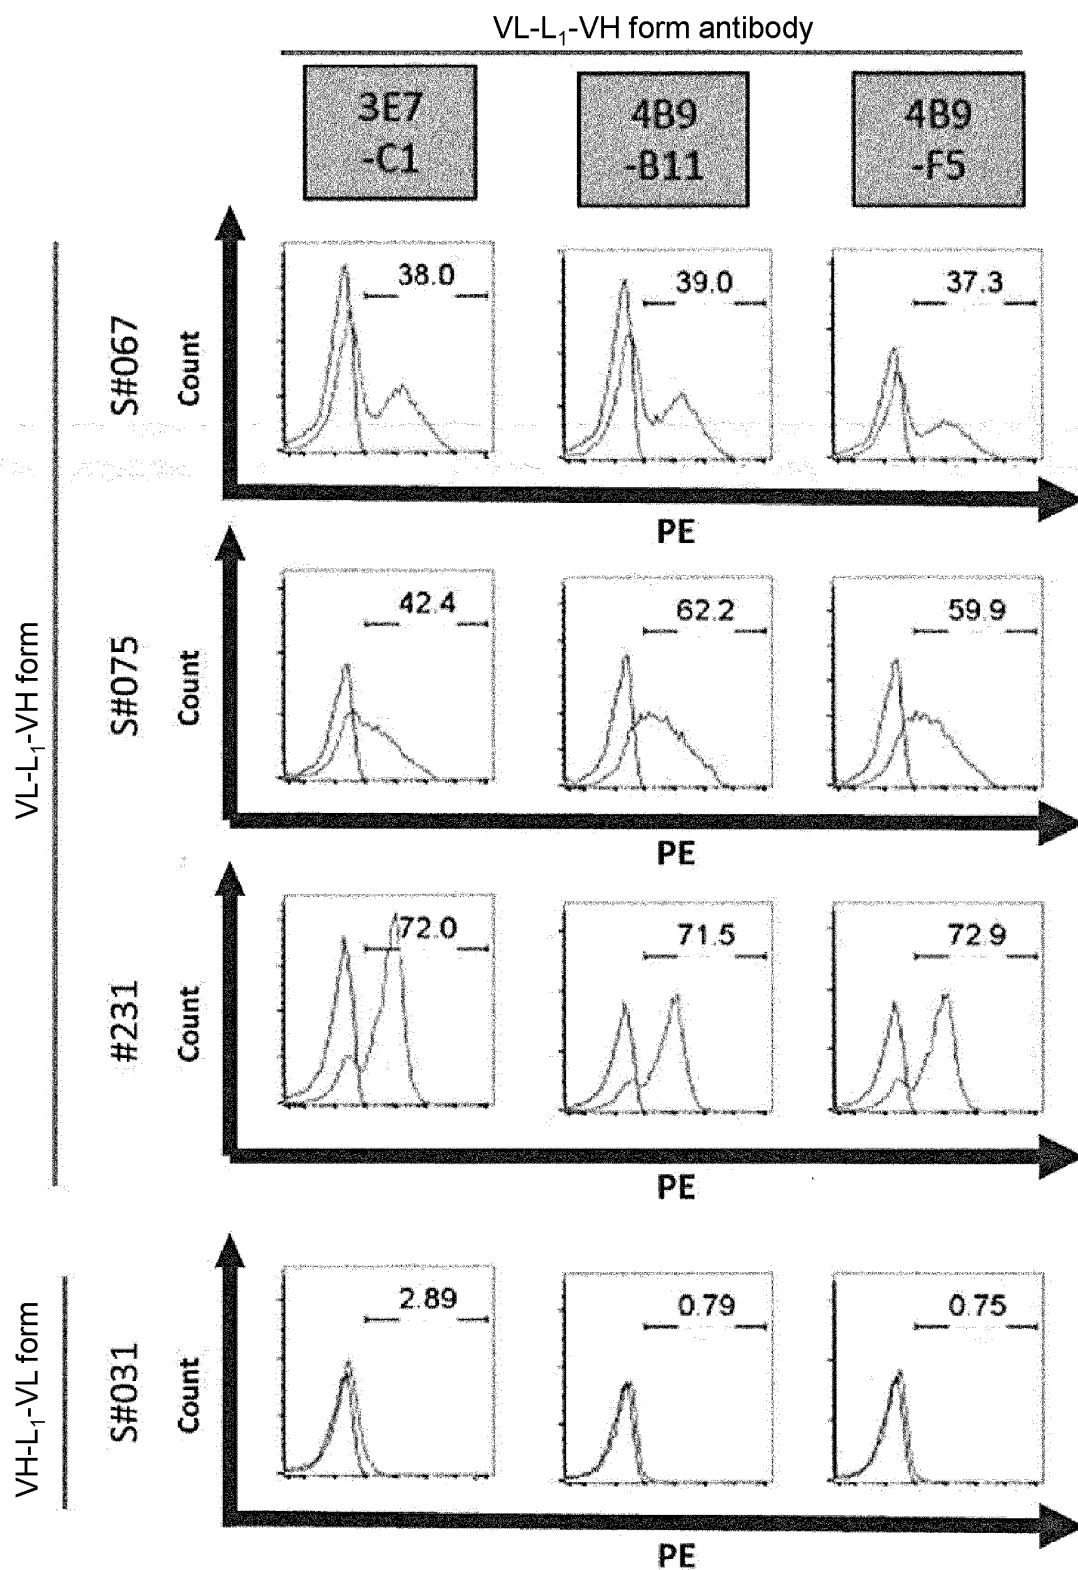 VL-L₁-VH form antibody
3E7
-C1
4B9
-B11
4B9
-F5
VL-L₁-VH form
S#067
Count
38.0
39.0
37.3
PE
S#075
Count
42.4
62.2
59.9
PE
#231
Count
72.0
71.5
72.9
PE
VH-L₁-VL form
S#031
Count
2.89
0.79
0.75
PE